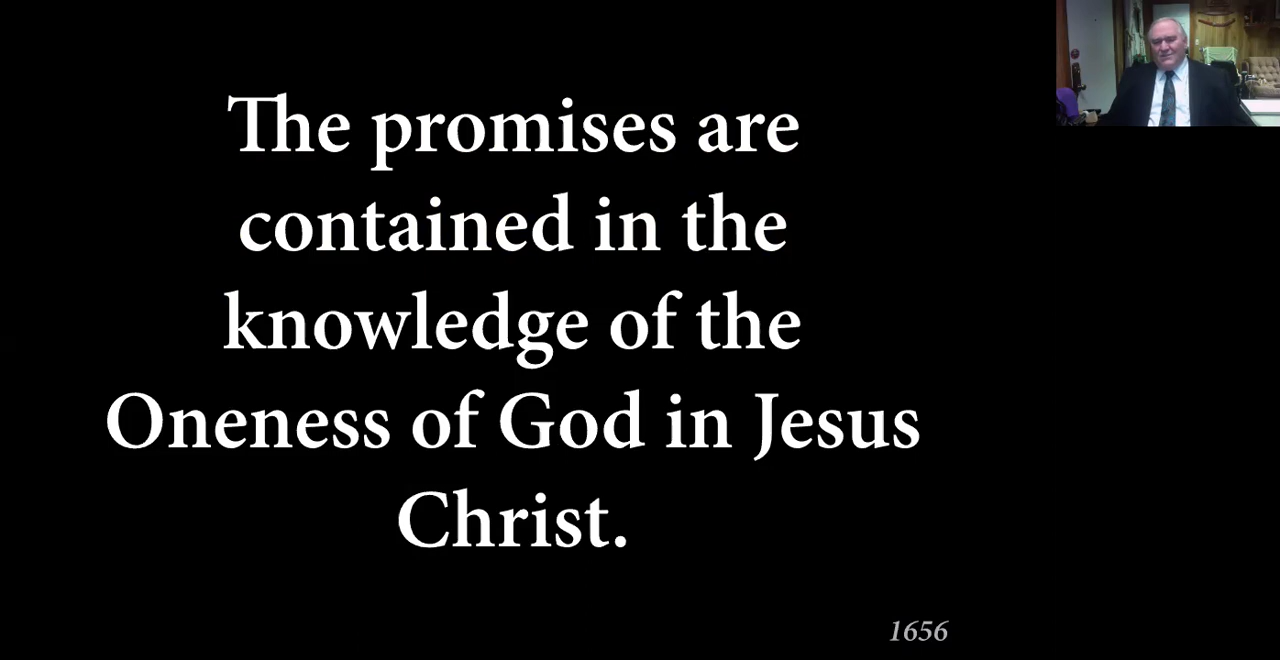 The promises are
contained in the
knowledge of the
Oneness of God in Jesus
Christ.
1656